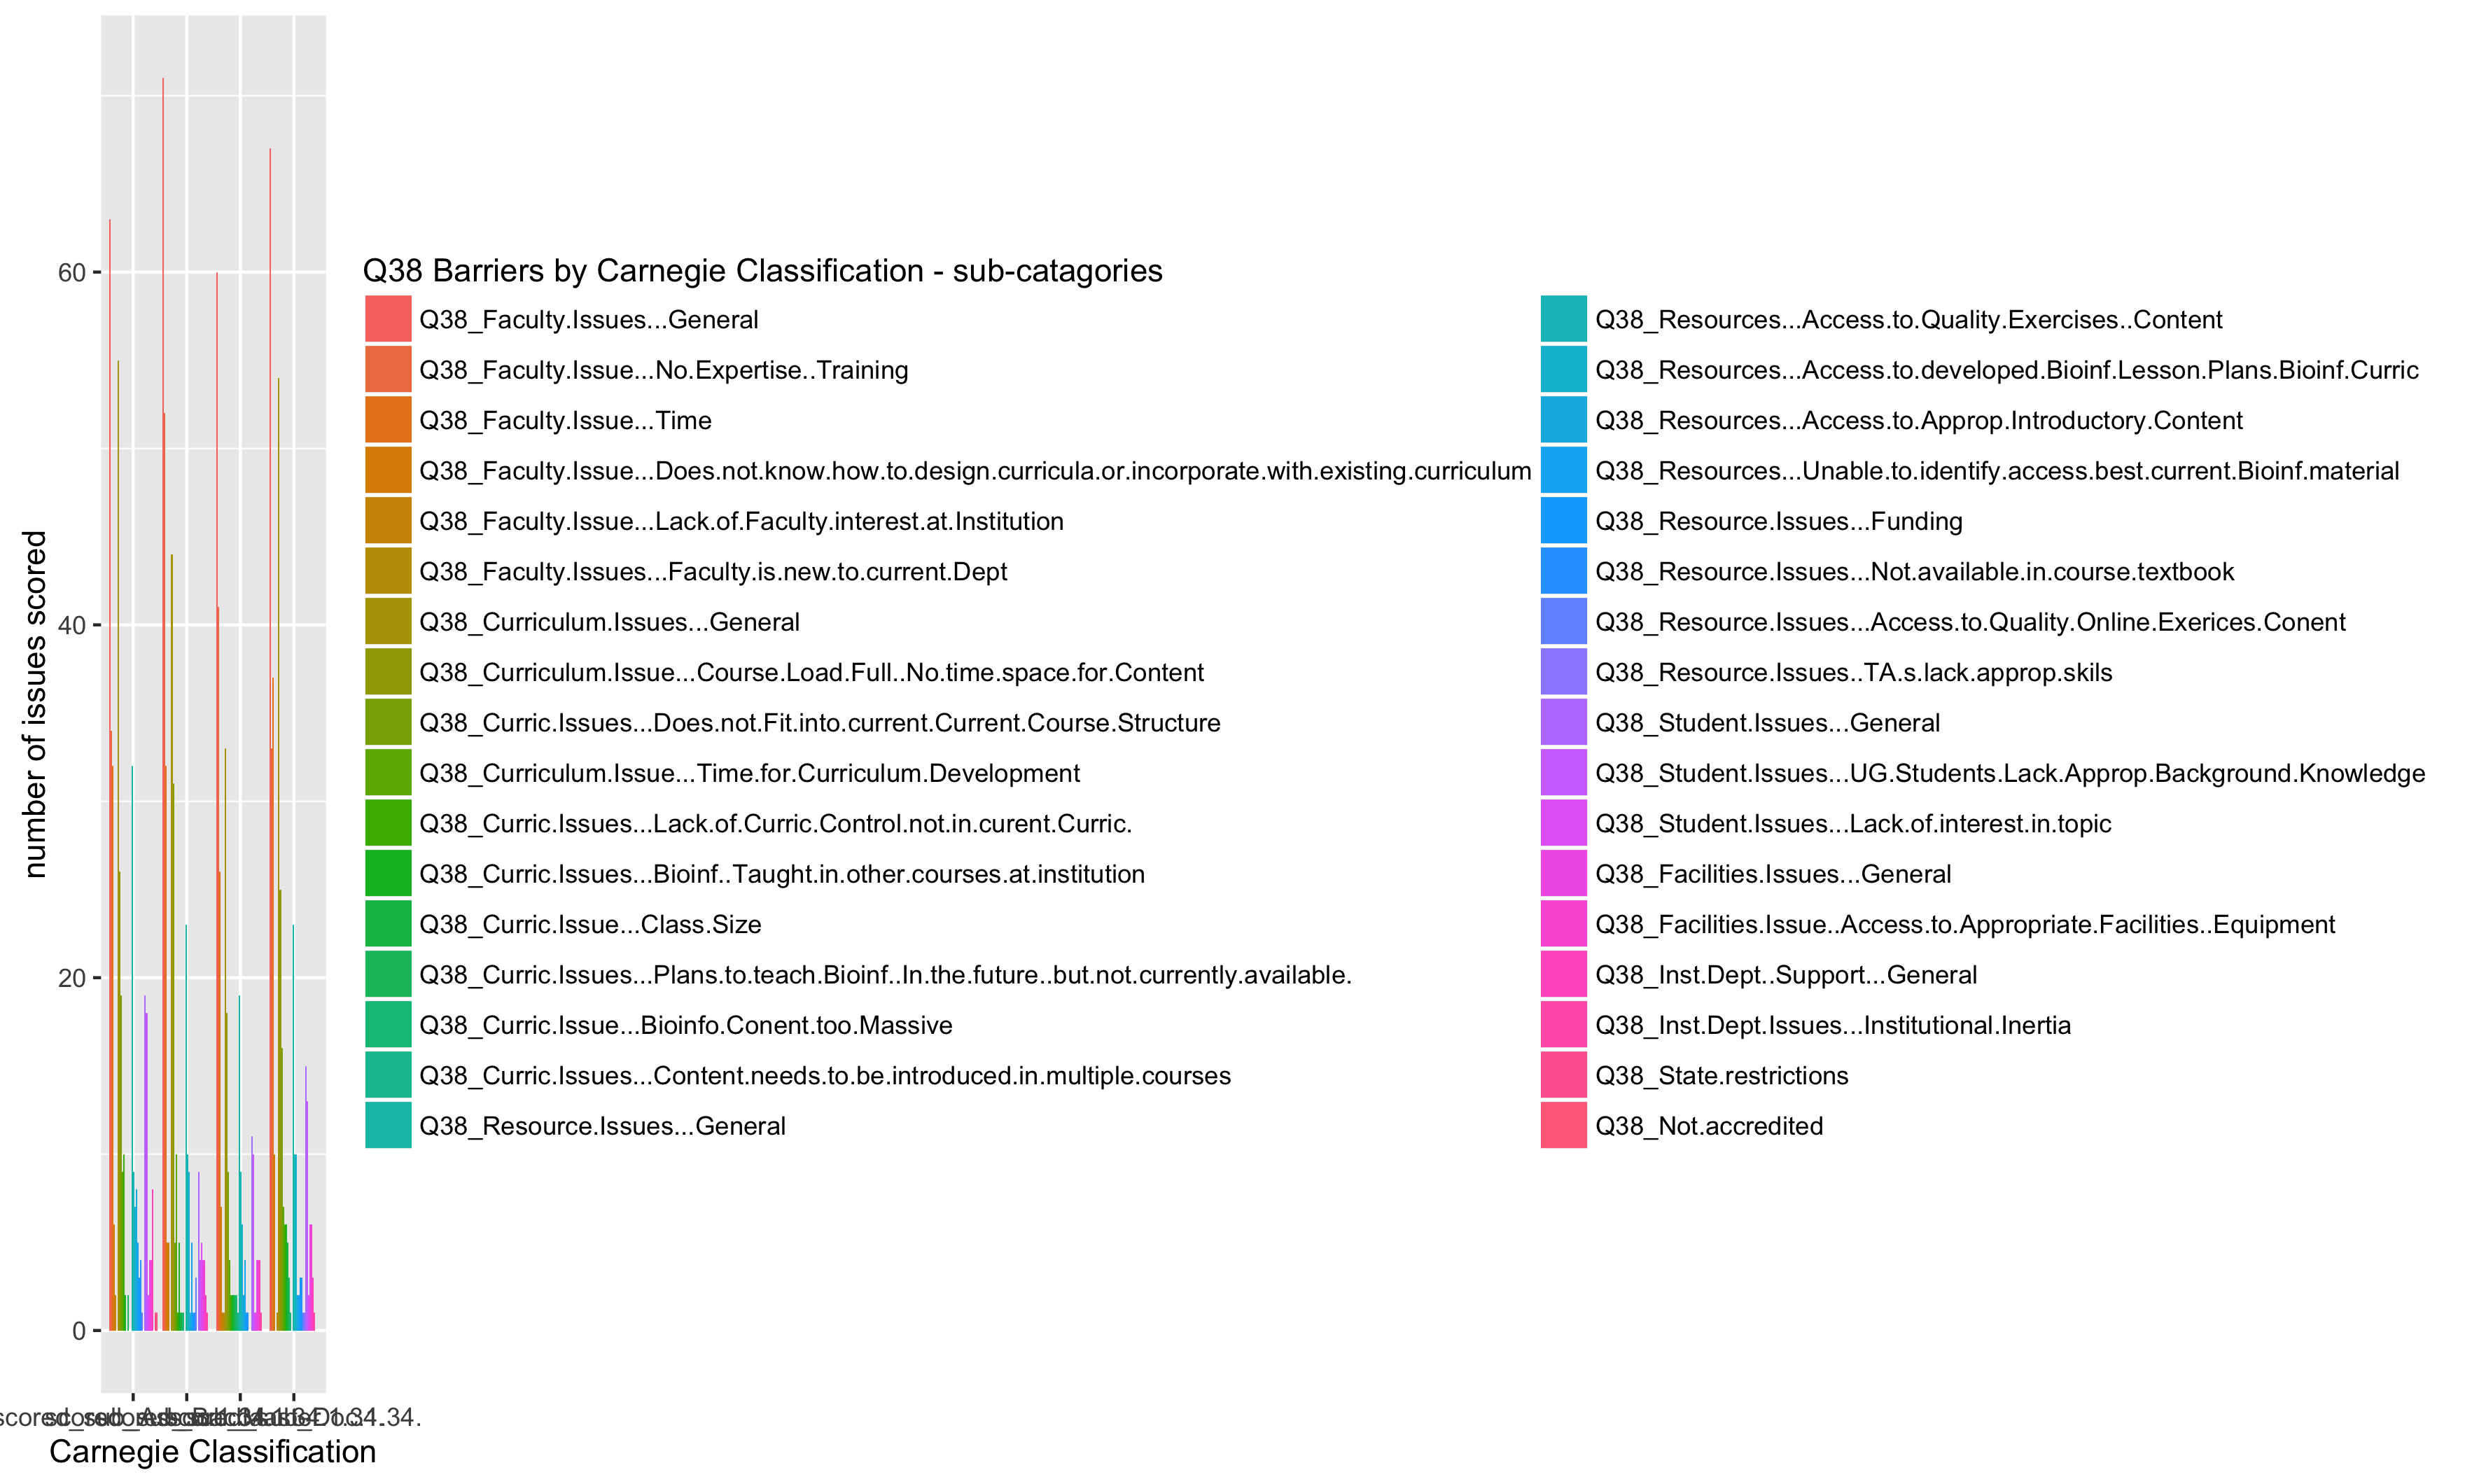 60
40
20
0
number of issues scored
Carnegie Classification
Q38 Barriers by Carnegie Classification - sub-catagories
Q38_Faculty.Issues...General
Q38_Faculty.Issue...No.Expertise..Training
Q38_Faculty.Issue...Time
Q38_Faculty.Issue...Does.not.know.how.to.design.curricula.or.incorporate.with.existing.curriculum
Q38_Faculty.Issue...Lack.of.Faculty.interest.at.Institution
Q38_Faculty.Issues...Faculty.is.new.to.current.Dept
Q38_Curriculum.Issues...General
Q38_Curriculum.Issue...Course.Load.Full..No.time.space.for.Content
Q38_Curric.Issues...Does.not.Fit.into.current.Current.Course.Structure
Q38_Curriculum.Issue...Time.for.Curriculum.Development
Q38_Curric.Issues...Lack.of.Curric.Control.not.in.curent.Curric.
Q38_Curric.Issues...Bioinf..Taught.in.other.courses.at.institution
Q38_Curric.Issue...Class.Size
Q38_Curric.Issues...Plans.to.teach.Bioinf..In.the.future..but.not.currently.available.
Q38_Curric.Issue...Bioinfo.Conent.too.Massive
Q38_Curric.Issues...Content.needs.to.be.introduced.in.multiple.courses
Q38_Resource.Issues...General
Q38_Resources...Access.to.Quality.Exercises..Content
Q38_Resources...Access.to.developed.Bioinf.Lesson.Plans.Bioinf.Curric
Q38_Resources...Access.to.Approp.Introductory.Content
Q38_Resources...Unable.to.identify.access.best.current.Bioinf.material
Q38_Resource.Issues...Funding
Q38_Resource.Issues...Not.available.in.course.textbook
Q38_Resource.Issues...Access.to.Quality.Online.Exerices.Conent
Q38_Resource.Issues..TA.s.lack.approp.skils
Q38_Student.Issues...General
Q38_Student.Issues...UG.Students.Lack.Approp.Background.Knowledge
Q38_Student.Issues...Lack.of.interest.in.topic
Q38_Facilities.Issues...General
Q38_Facilities.Issue..Access.to.Appropriate.Facilities..Equipment
Q38_Inst.Dept..Support...General
Q38_Inst.Dept.Issues...Institutional.Inertia
Q38_State.restrictions
Q38_Not.accredited